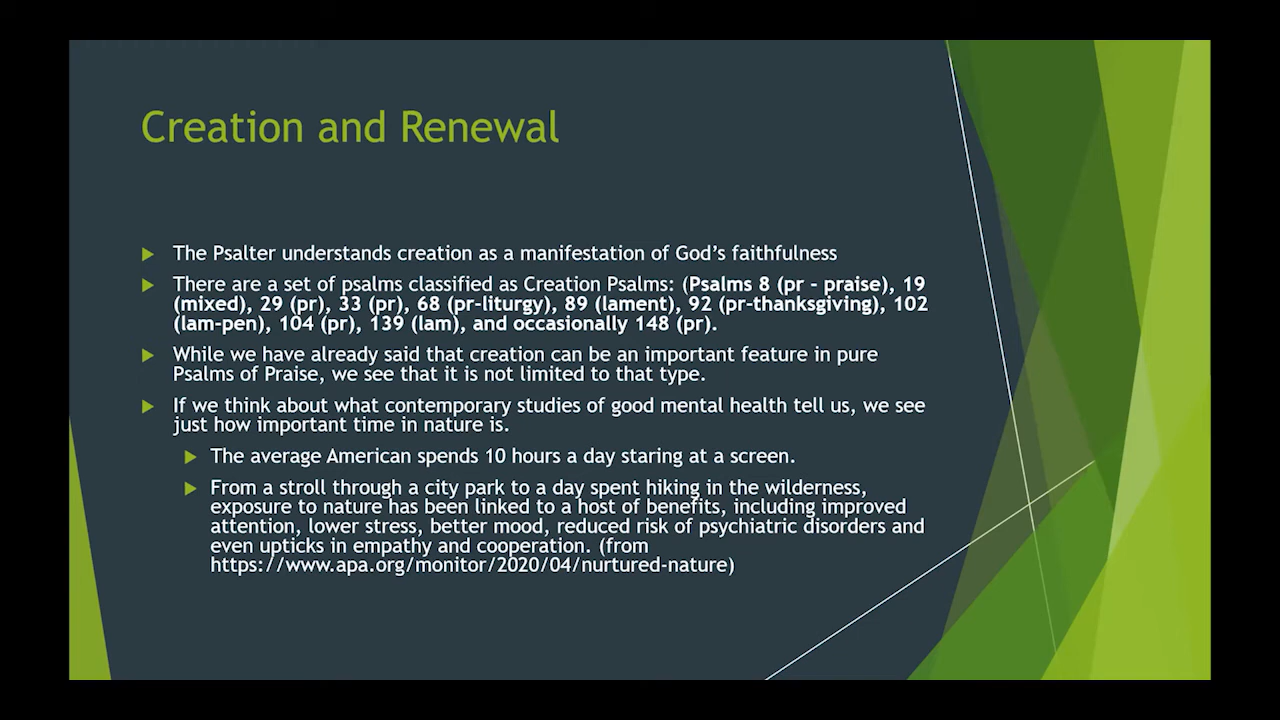 Creation and Renewal
The Psalter understands creation as a manifestation of God's faithfulness
There are a set of psalms classified as Creation Psalms: (Psalms 8 (pr - praise), 19
(mixed), 29 (pr), 33 (pr), 68 (pr-liturgy), 89 (lament), 92 (pr-thanksgiving), 102
(lam-pen), 104 (pr), 139 (lam), and occasionally 148 (pr).
While we have already said that creation can be an important feature in pure
Psalms of Praise, we see that it is not limited to that type.
If we think about what contemporary studies of good mental health tell us, we see
just how important time in nature is.
The average American spends 10 hours a day staring at a screen.
From a stroll through a city park to a day spent hiking in the wilderness,
exposure to nature has been linked to a host of benefits, including improved
attention, lower stress, better mood, reduced risk of psychiatric disorders and
even upticks in empathy and cooperation. (from
https://www.apa.org/monitor/2020/04/nurtured-nature)